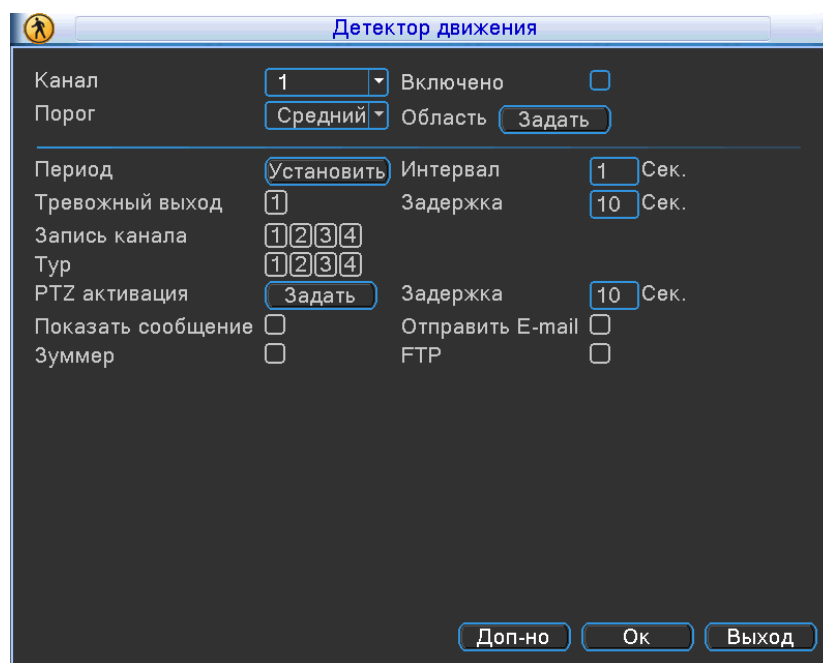 Детектор движения
Канал 1 Включено
Порог Средний Область Задать
Период Установить Интервал 1 Сек.
Тревожный выход 1 Задержка 10 Сек.
Запись канала 1 2 3 4
Тур 1 2 3 4
PTZ активация Задать Задержка 10 Сек.
Показать сообщение Отправить E-mail
Зуммер FTP
Доп-но Ок Выход